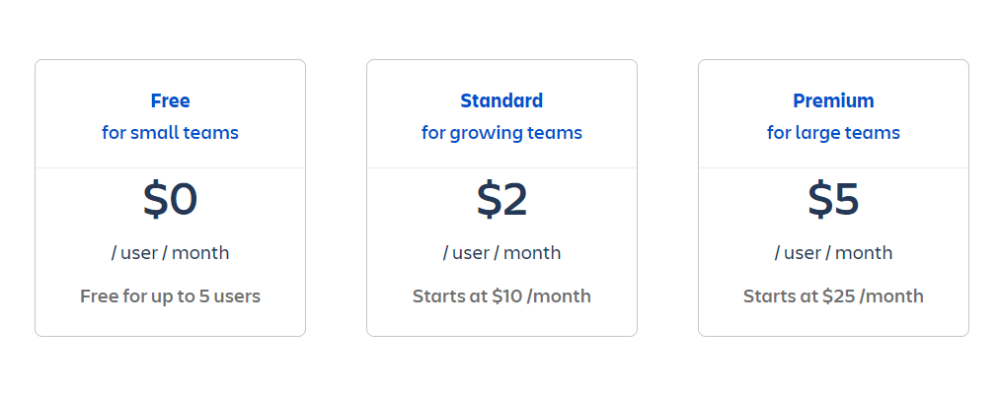 Free
for small teams
$0
/ user / month
Free for up to 5 users
Standard
for growing teams
$2
/ user / month
Starts at $10 /month
Premium
for large teams
$5
/ user / month
Starts at $25 /month